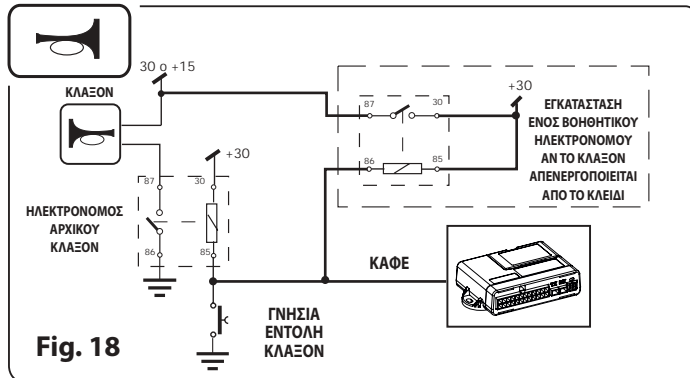 30 o +15
ΚΛΑΞΟΝ
87
30
+30
ΕΓΚΑΤΑΣΤΑΣΗ
ΕΝΟΣ ΒΟΗΘΗΤΙΚΟΥ
ΗΛΕΚΤΡΟΝΟΜΟΥ
ΑΝ ΤΟ ΚΛΑΞΟΝ
ΑΠΕΝΕΡΓΟΠΟΙΕΙΤΑΙ
ΑΠΟ ΤΟ ΚΛΕΙΔΙ
86
85
+30
87
30
ΗΛΕΚΤΡΟΝΟΜΟΣ
ΑΡΧΙΚΟΥ
ΚΛΑΞΟΝ
86
85
ΚΑΦΕ
ΓΝΗΣΙΑ
ΕΝΤΟΛΗ
ΚΛΑΞΟΝ
Fig. 18